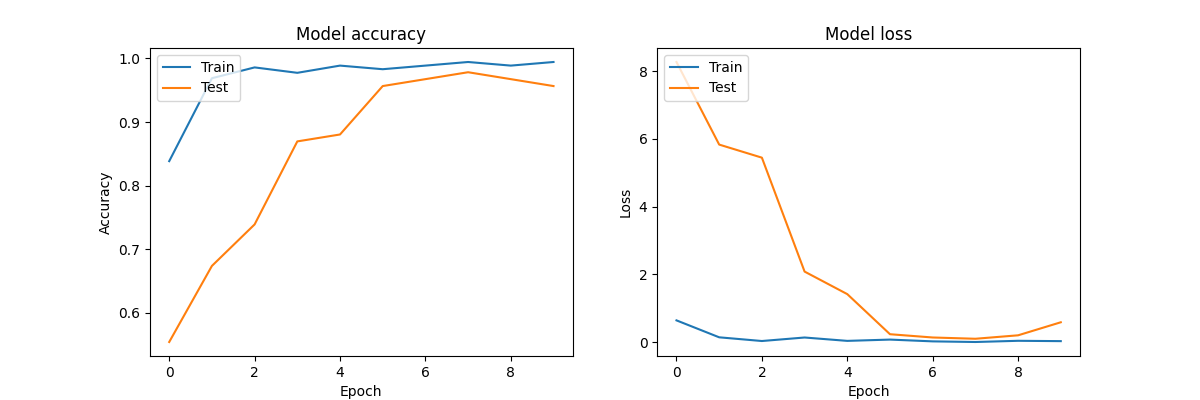 Model accuracy
Train
Test
1.0
0.9
0.8
0.7
0.6
Accuracy
0 2 4 6 8
Epoch
Model loss
Train
Test
8
6
4
2
0
Loss
0 2 4 6 8
Epoch